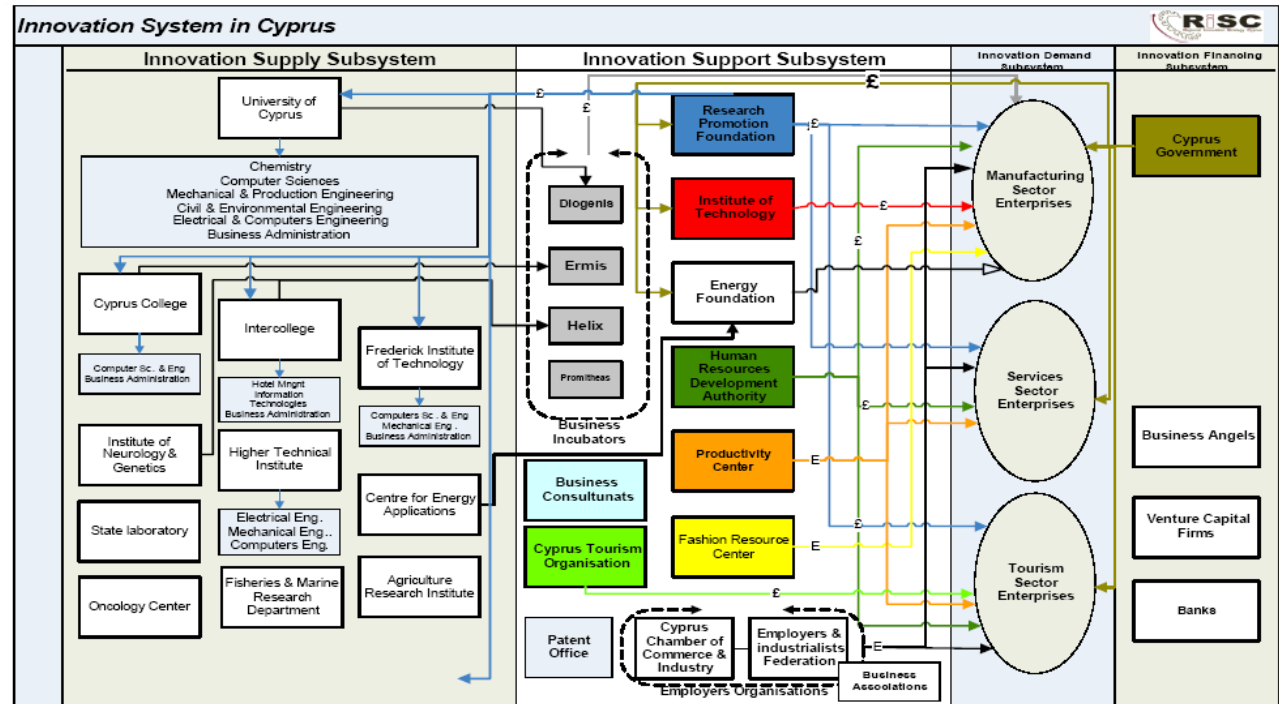 Innovation System in Cyprus
RiSC
Innovation Supply Subsystem
Innovation Support Subsystem
Innovation Demand
Subsystem
Innovation Financing
Subsystem
University of
Cyprus
Chemistry
Computer Sciences
Mechanical & Production Engineering
Civil & Environmental Engineering
Electrical & Computers Engineering
Business Administration
Cyprus College
Computer Sc. & Eng
Business Administration
Intercollege
Hotel Mngnt
Information
Technologies
Business Adminidtration
Frederick Institute
of Technology
Computers Sc. & Eng
Mechanical Eng.
Business Administration
Institute of
Neurology &
Genetics
Higher Technical
Institute
Electrical Eng.
Mechanical Eng..
Computers Eng.
Centre for Energy
Applications
State laboratory
Oncology Center
Fisheries & Marine
Research
Department
Agriculture
Research Institute
£
£
Diogenis
Ermis
Helix
Promitheas
Business
Incubators
Research
Promotion
Foundation
Institute of
Technology
Energy
Foundation
Human
Resources
Development
Authority
Productivity
Center
Fashion Resource
Center
Business
Consultunats
Cyprus Tourism
Organisation
Patent
Office
Cyprus
Chamber of
Commerce &
Industry
Employers &
industrialists
Federation
Employers Organisations
Business
Assoclatlons
£
£
£
£
£
£
E
E
£
£
E
Manufacturing
Sector
Enterprises
Services
Sector
Enterprises
Tourism
Sector
Enterprises
Cyprus
Government
Business Angels
Venture Capital
Firms
Banks